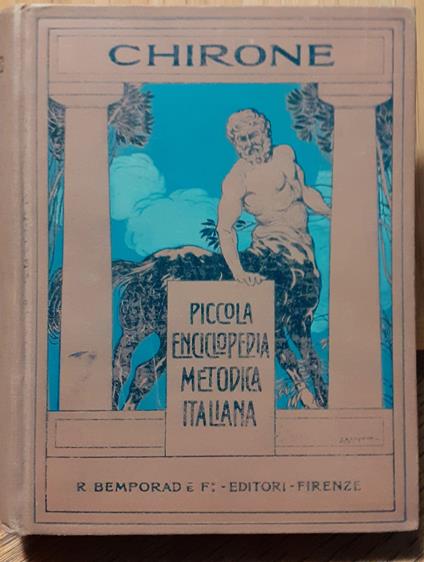 CHIRONE
PICCOLA
ENCICLOPEDIA
METODICA
ITALIANA
R BEMPORAD E F: - EDITORI - FIRENZE